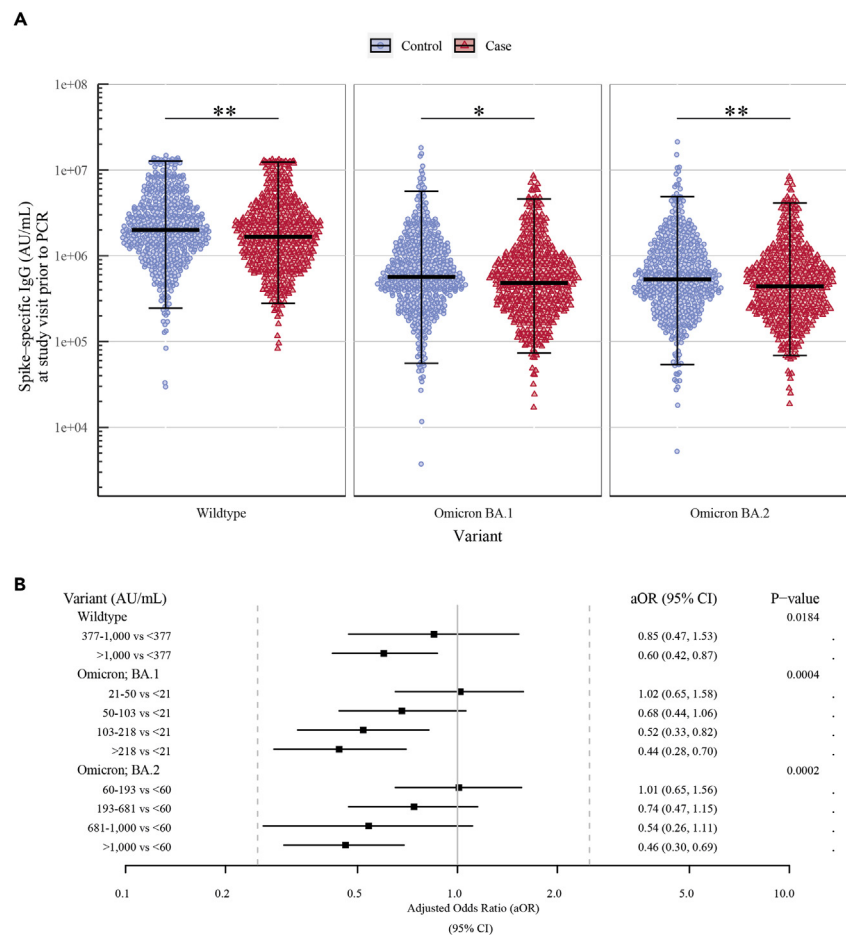 A
Control Case
1e+08
1e+07
1e+06
1e+05
1e+04
Spike−specific IgG (AU/mL)
at study visit prior to PCR
** * **
Wildtype Omicron BA.1 Omicron BA.2
Variant
B
Variant (AU/mL) aOR (95% CI) P−value
Wildtype 0.0184
377-1,000 vs <377 0.85 (0.47, 1.53) .
>1,000 vs <377 0.60 (0.42, 0.87) .
Omicron; BA.1 0.0004
21-50 vs <21 1.02 (0.65, 1.58) .
50-103 vs <21 0.68 (0.44, 1.06) .
103-218 vs <21 0.52 (0.33, 0.82) .
>218 vs <21 0.44 (0.28, 0.70) .
Omicron; BA.2 0.0002
60-193 vs <60 1.01 (0.65, 1.56) .
193-681 vs <60 0.74 (0.47, 1.15) .
681-1,000 vs <60 0.54 (0.26, 1.11) .
>1,000 vs <60 0.46 (0.30, 0.69) .
0.1 0.2 0.5 1.0 2.0 5.0 10.0
Adjusted Odds Ratio (aOR)
(95% CI)